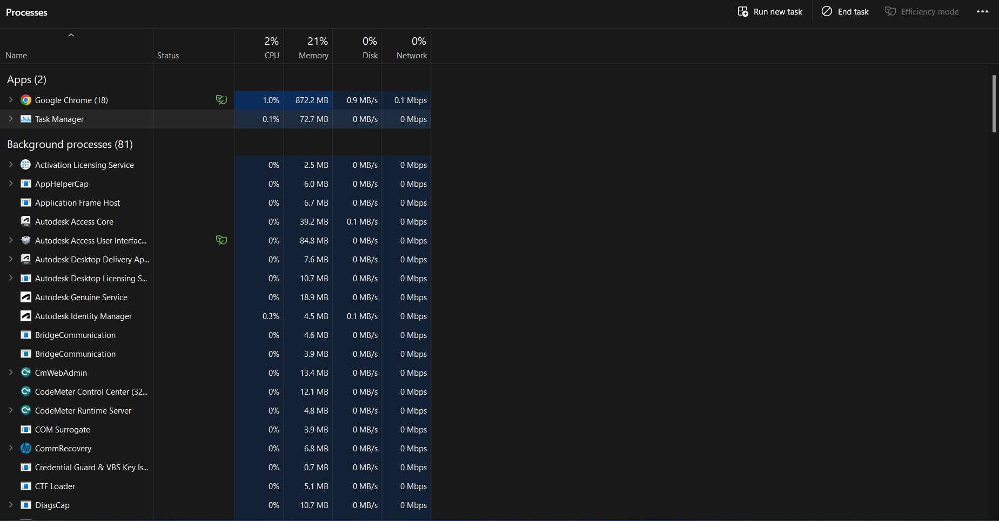 Processes
Run new task
End task
Efficiency mode
2% 21% 0% 0%
Name Status CPU Memory Disk Network
Apps (2)
Google Chrome (18) 1.0% 872.2 MB 0.9 MB/s 0.1 Mbps
Task Manager 0.1% 72.7 MB 0 MB/s 0 Mbps
Background processes (81)
Activation Licensing Service 0% 2.5 MB 0 MB/s 0 Mbps
AppHelperCap 0% 6.0 MB 0 MB/s 0 Mbps
Application Frame Host 0% 6.7 MB 0 MB/s 0 Mbps
Autodesk Access Core 0% 39.2 MB 0.1 MB/s 0 Mbps
Autodesk Access User Interfac... 0% 84.8 MB 0 MB/s 0 Mbps
Autodesk Desktop Delivery Ap... 0% 7.6 MB 0 MB/s 0 Mbps
Autodesk Desktop Licensing S... 0% 10.7 MB 0 MB/s 0 Mbps
Autodesk Genuine Service 0% 18.9 MB 0 MB/s 0 Mbps
Autodesk Identity Manager 0.3% 4.5 MB 0.1 MB/s 0 Mbps
BridgeCommunication 0% 4.6 MB 0 MB/s 0 Mbps
BridgeCommunication 0% 3.9 MB 0 MB/s 0 Mbps
CmWebAdmin 0% 13.4 MB 0 MB/s 0 Mbps
CodeMeter Control Center (32... 0% 12.1 MB 0 MB/s 0 Mbps
CodeMeter Runtime Server 0% 4.8 MB 0 MB/s 0 Mbps
COM Surrogate 0% 3.9 MB 0 MB/s 0 Mbps
hp CommRecovery 0% 6.8 MB 0 MB/s 0 Mbps
Credential Guard & VBS Key Is... 0% 0.7 MB 0 MB/s 0 Mbps
CTF Loader 0% 5.1 MB 0 MB/s 0 Mbps
DiagsCap 0% 10.7 MB 0 MB/s 0 Mbps